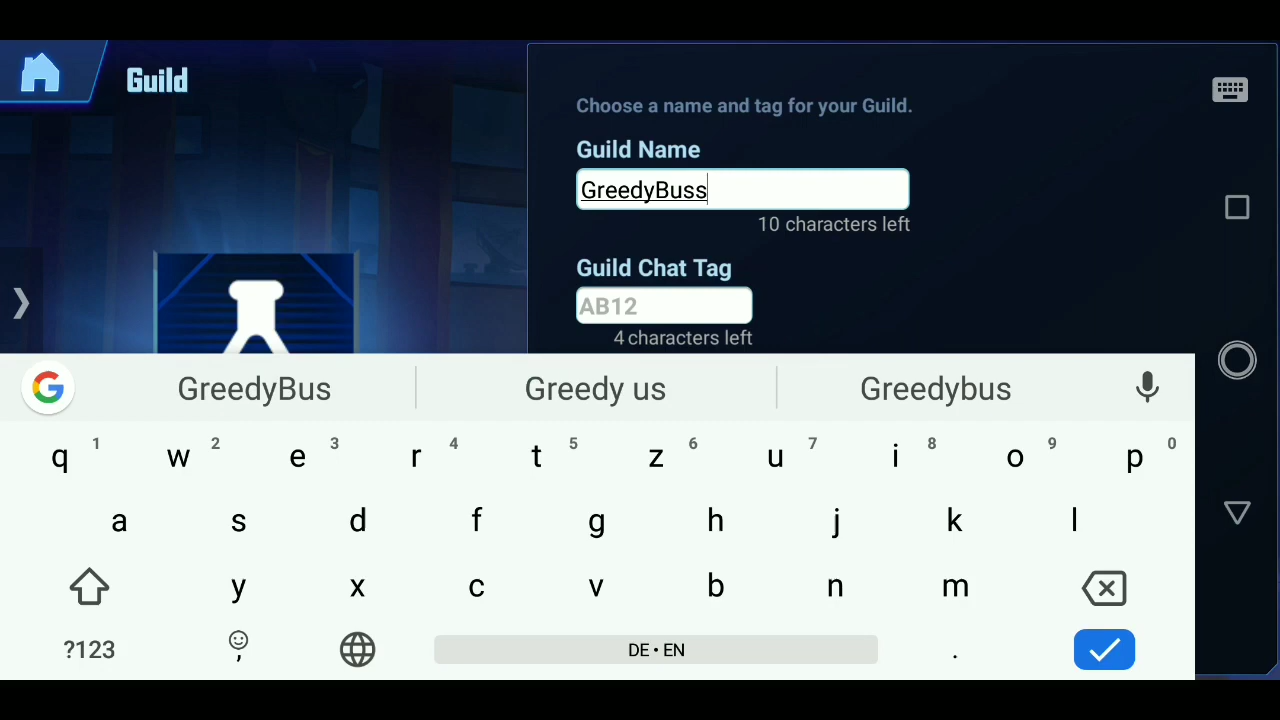 Guild
Choose a name and tag for your Guild.
Guild Name
GreedyBuss
10 characters left
Guild Chat Tag
AB12
4 characters left
G GreedyBus Greedy us Greedybus
q 1 w 2 e 3 r 4 t 5 z 6 u 7 i 8 o 9 p 0
a s d f g h j k l
y x c v b n m
?123 , DE • EN .